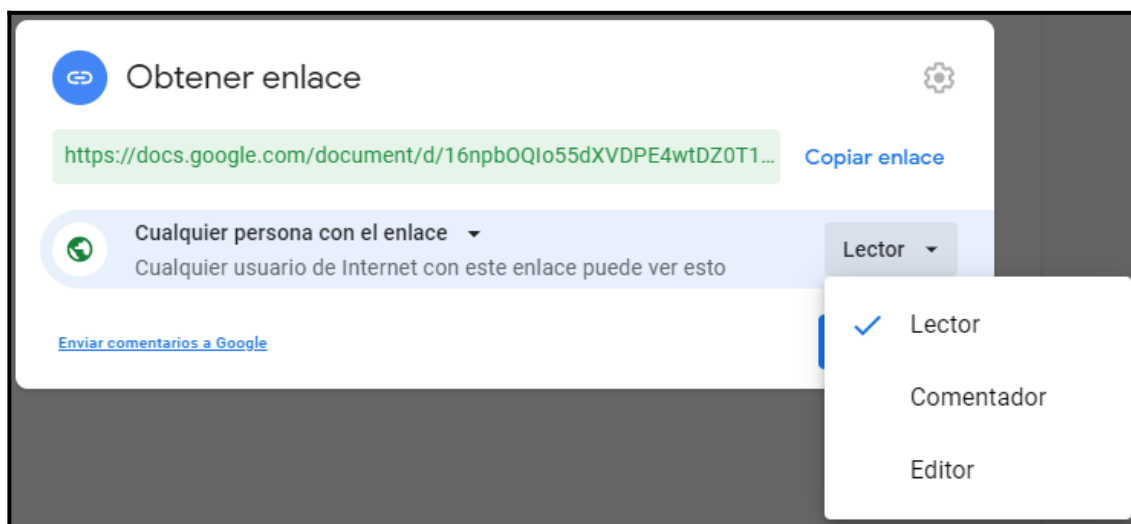 Obtener enlace
https://docs.google.com/document/d/16npbOQIo55dXVDPE4wtDZ0T1...
Copiar enlace
Cualquier persona con el enlace
Cualquier usuario de Internet con este enlace puede ver esto
Lector
Enviar comentarios a Google
Lector
Comentador
Editor